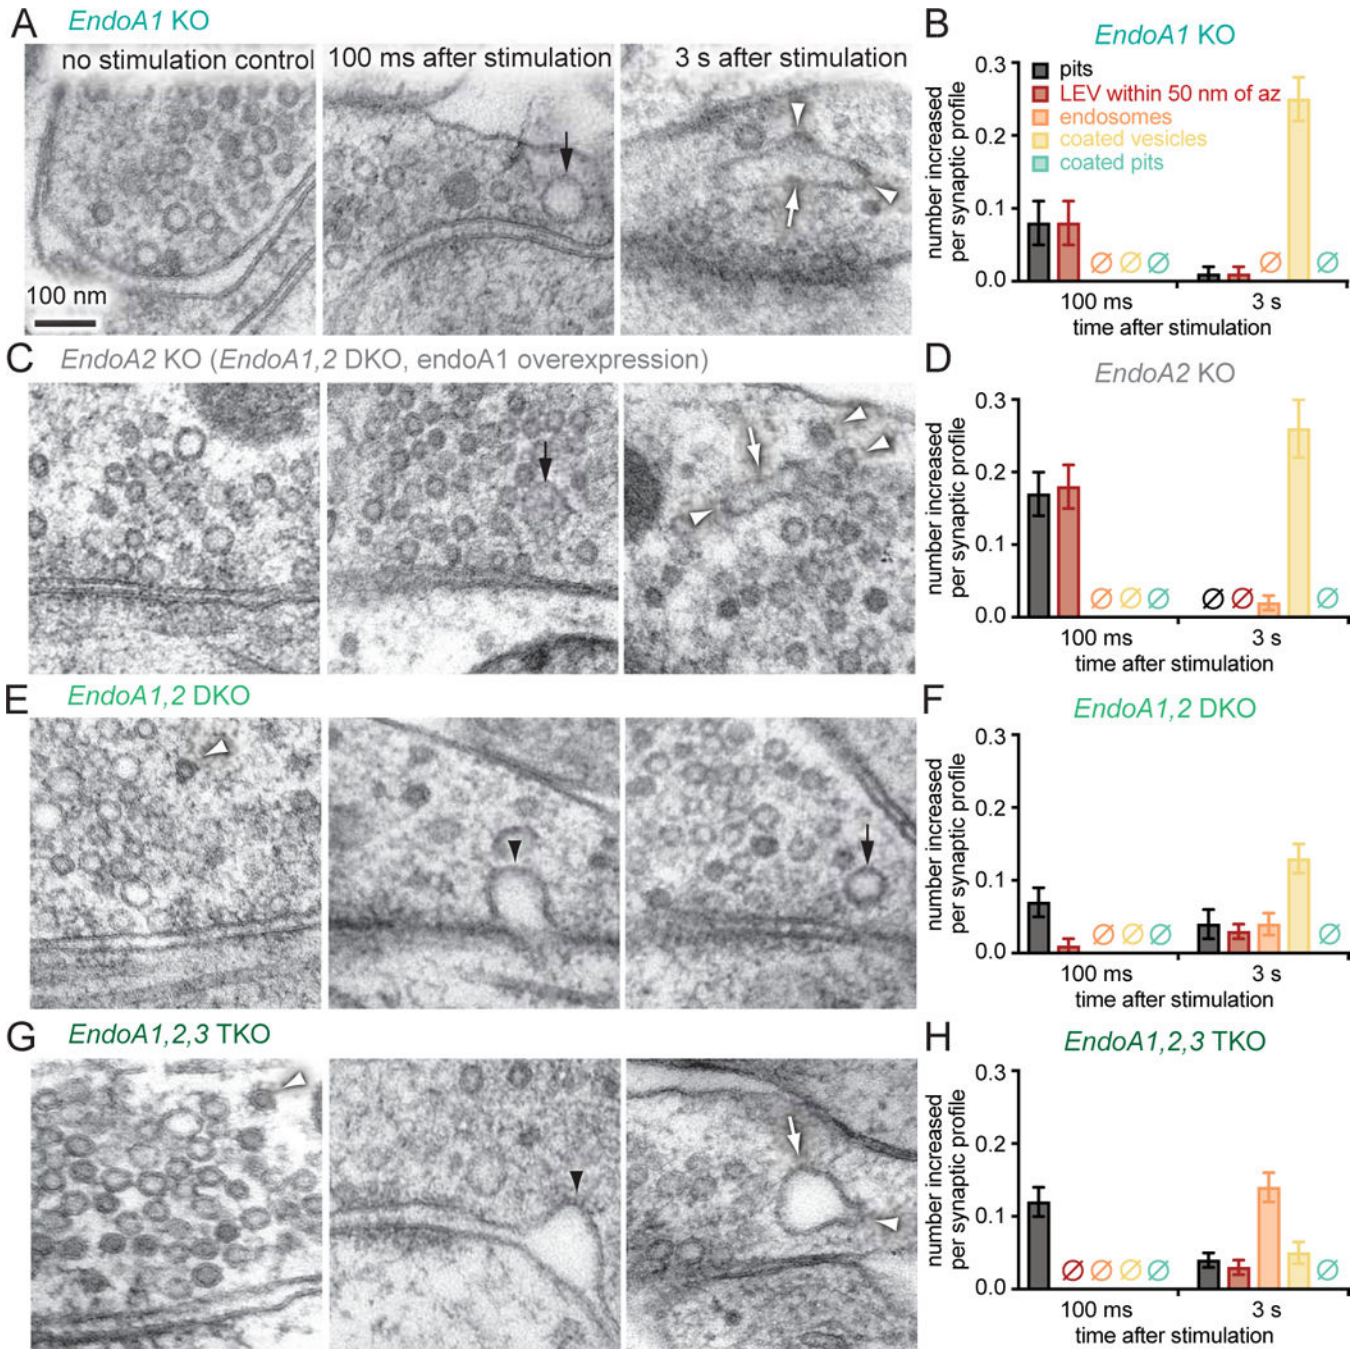 A EndoA1 KO
no stimulation control
100 ms after stimulation
3 s after stimulation
100 nm
B EndoA1 KO
number increased
per synaptic profile
0.3
0.2
0.1
0.0
pits
LEV within 50 nm of az
endosomes
coated vesicles
coated pits
∅ ∅ ∅ ∅ ∅
100 ms 3 s
time after stimulation
C EndoA2 KO (EndoA1,2 DKO, endoA1 overexpression)
D EndoA2 KO
number increased
per synaptic profile
0.3
0.2
0.1
0.0
∅ ∅ ∅ ∅ ∅ ∅
100 ms 3 s
time after stimulation
E EndoA1,2 DKO
F EndoA1,2 DKO
number increased
per synaptic profile
0.3
0.2
0.1
0.0
∅ ∅ ∅ ∅
100 ms 3 s
time after stimulation
G EndoA1,2,3 TKO
H EndoA1,2,3 TKO
number increased
per synaptic profile
0.3
0.2
0.1
0.0
∅ ∅ ∅ ∅ ∅
100 ms 3 s
time after stimulation